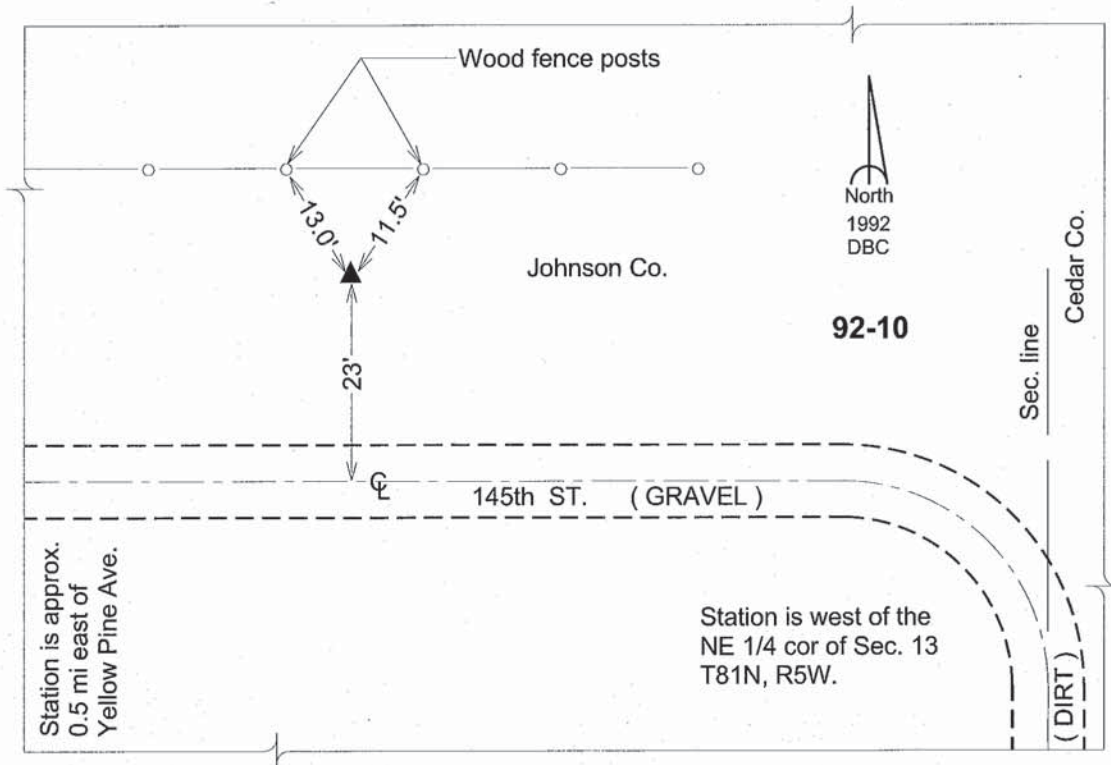 Wood fence posts
13.0'
11.5'
North
1992
DBC
Johnson Co.
92-10
Cedar Co.
Sec. line
23'
℄
145th ST. ( GRAVEL )
Station is approx.
0.5 mi east of
Yellow Pine Ave.
Station is west of the
NE 1/4 cor of Sec. 13
T81N, R5W.
( DIRT )